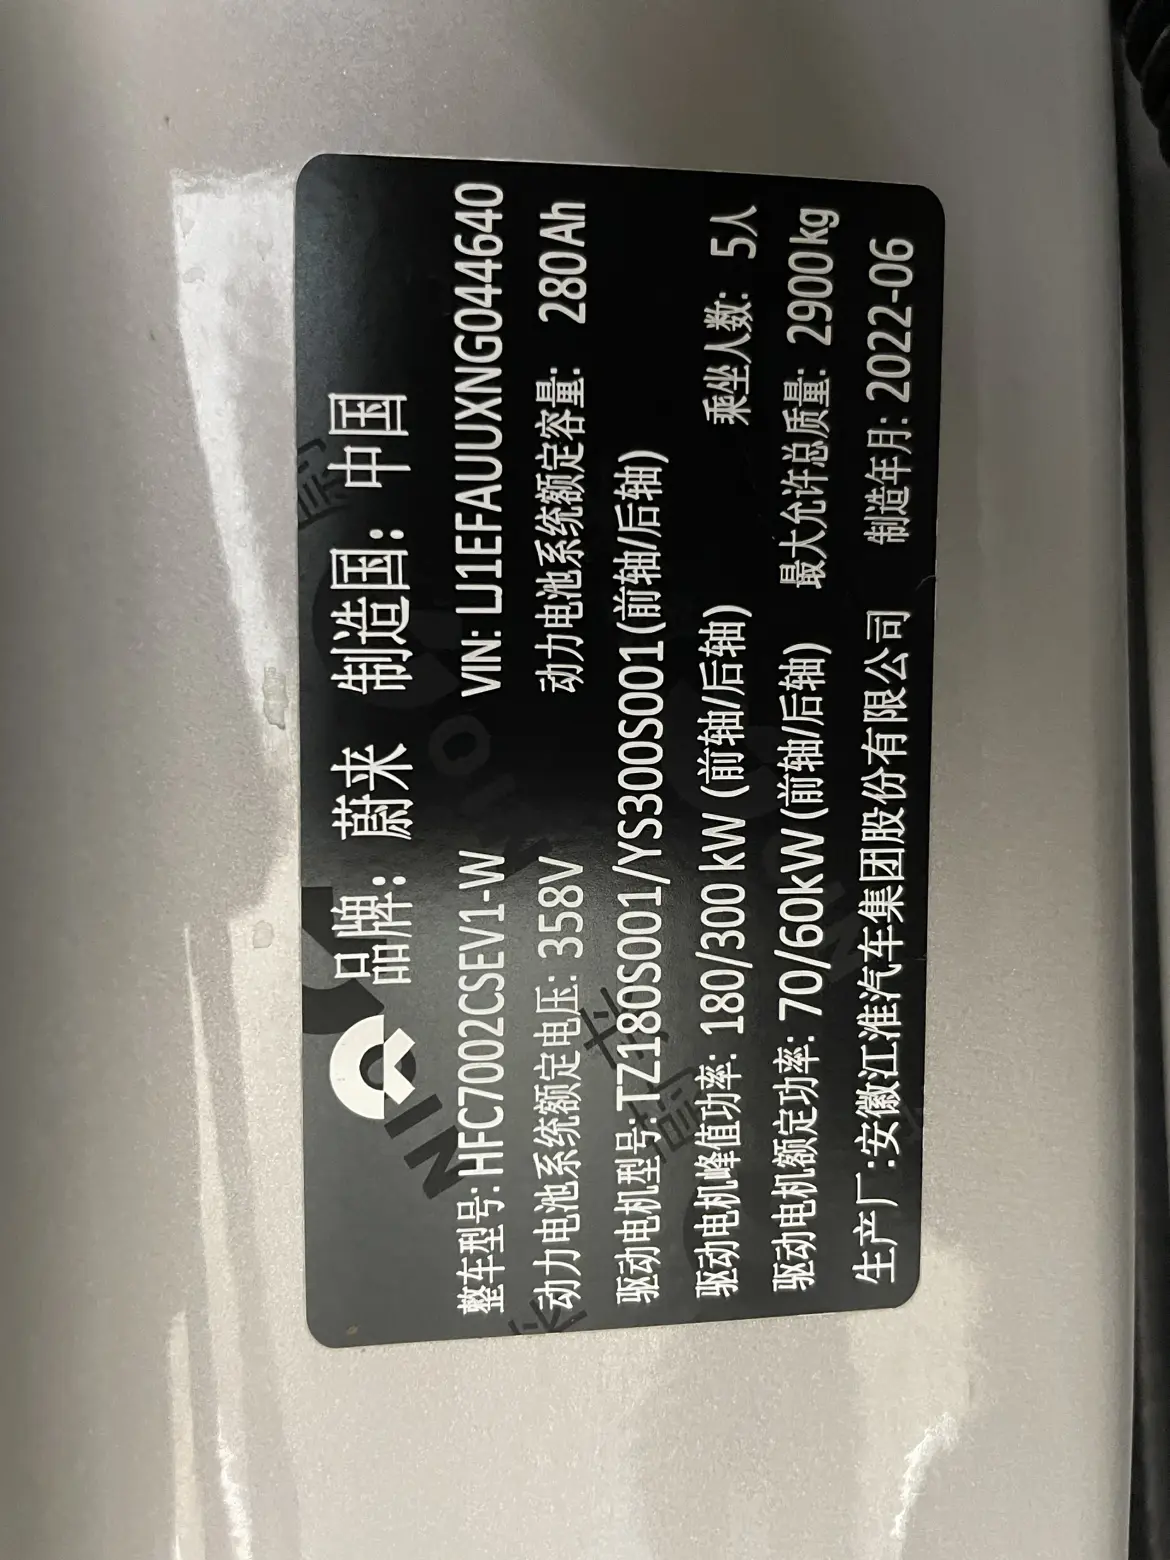 品牌: 蔚来 制造国: 中国
整车型号: HFC7002CSEV1-W VIN: LJ1EFAUUXNG044640
动力电池系统额定电压: 358V 动力电池系统额定容量: 280Ah
驱动电机型号: TZ180S001/YS300S001(前轴/后轴)
驱动电机峰值功率: 180/300 kW (前轴/后轴) 乘坐人数: 5人
驱动电机额定功率: 70/60kW (前轴/后轴) 最大允许总质量: 2900kg
生产厂:安徽江淮汽车集团股份有限公司 制造年月: 2022-06